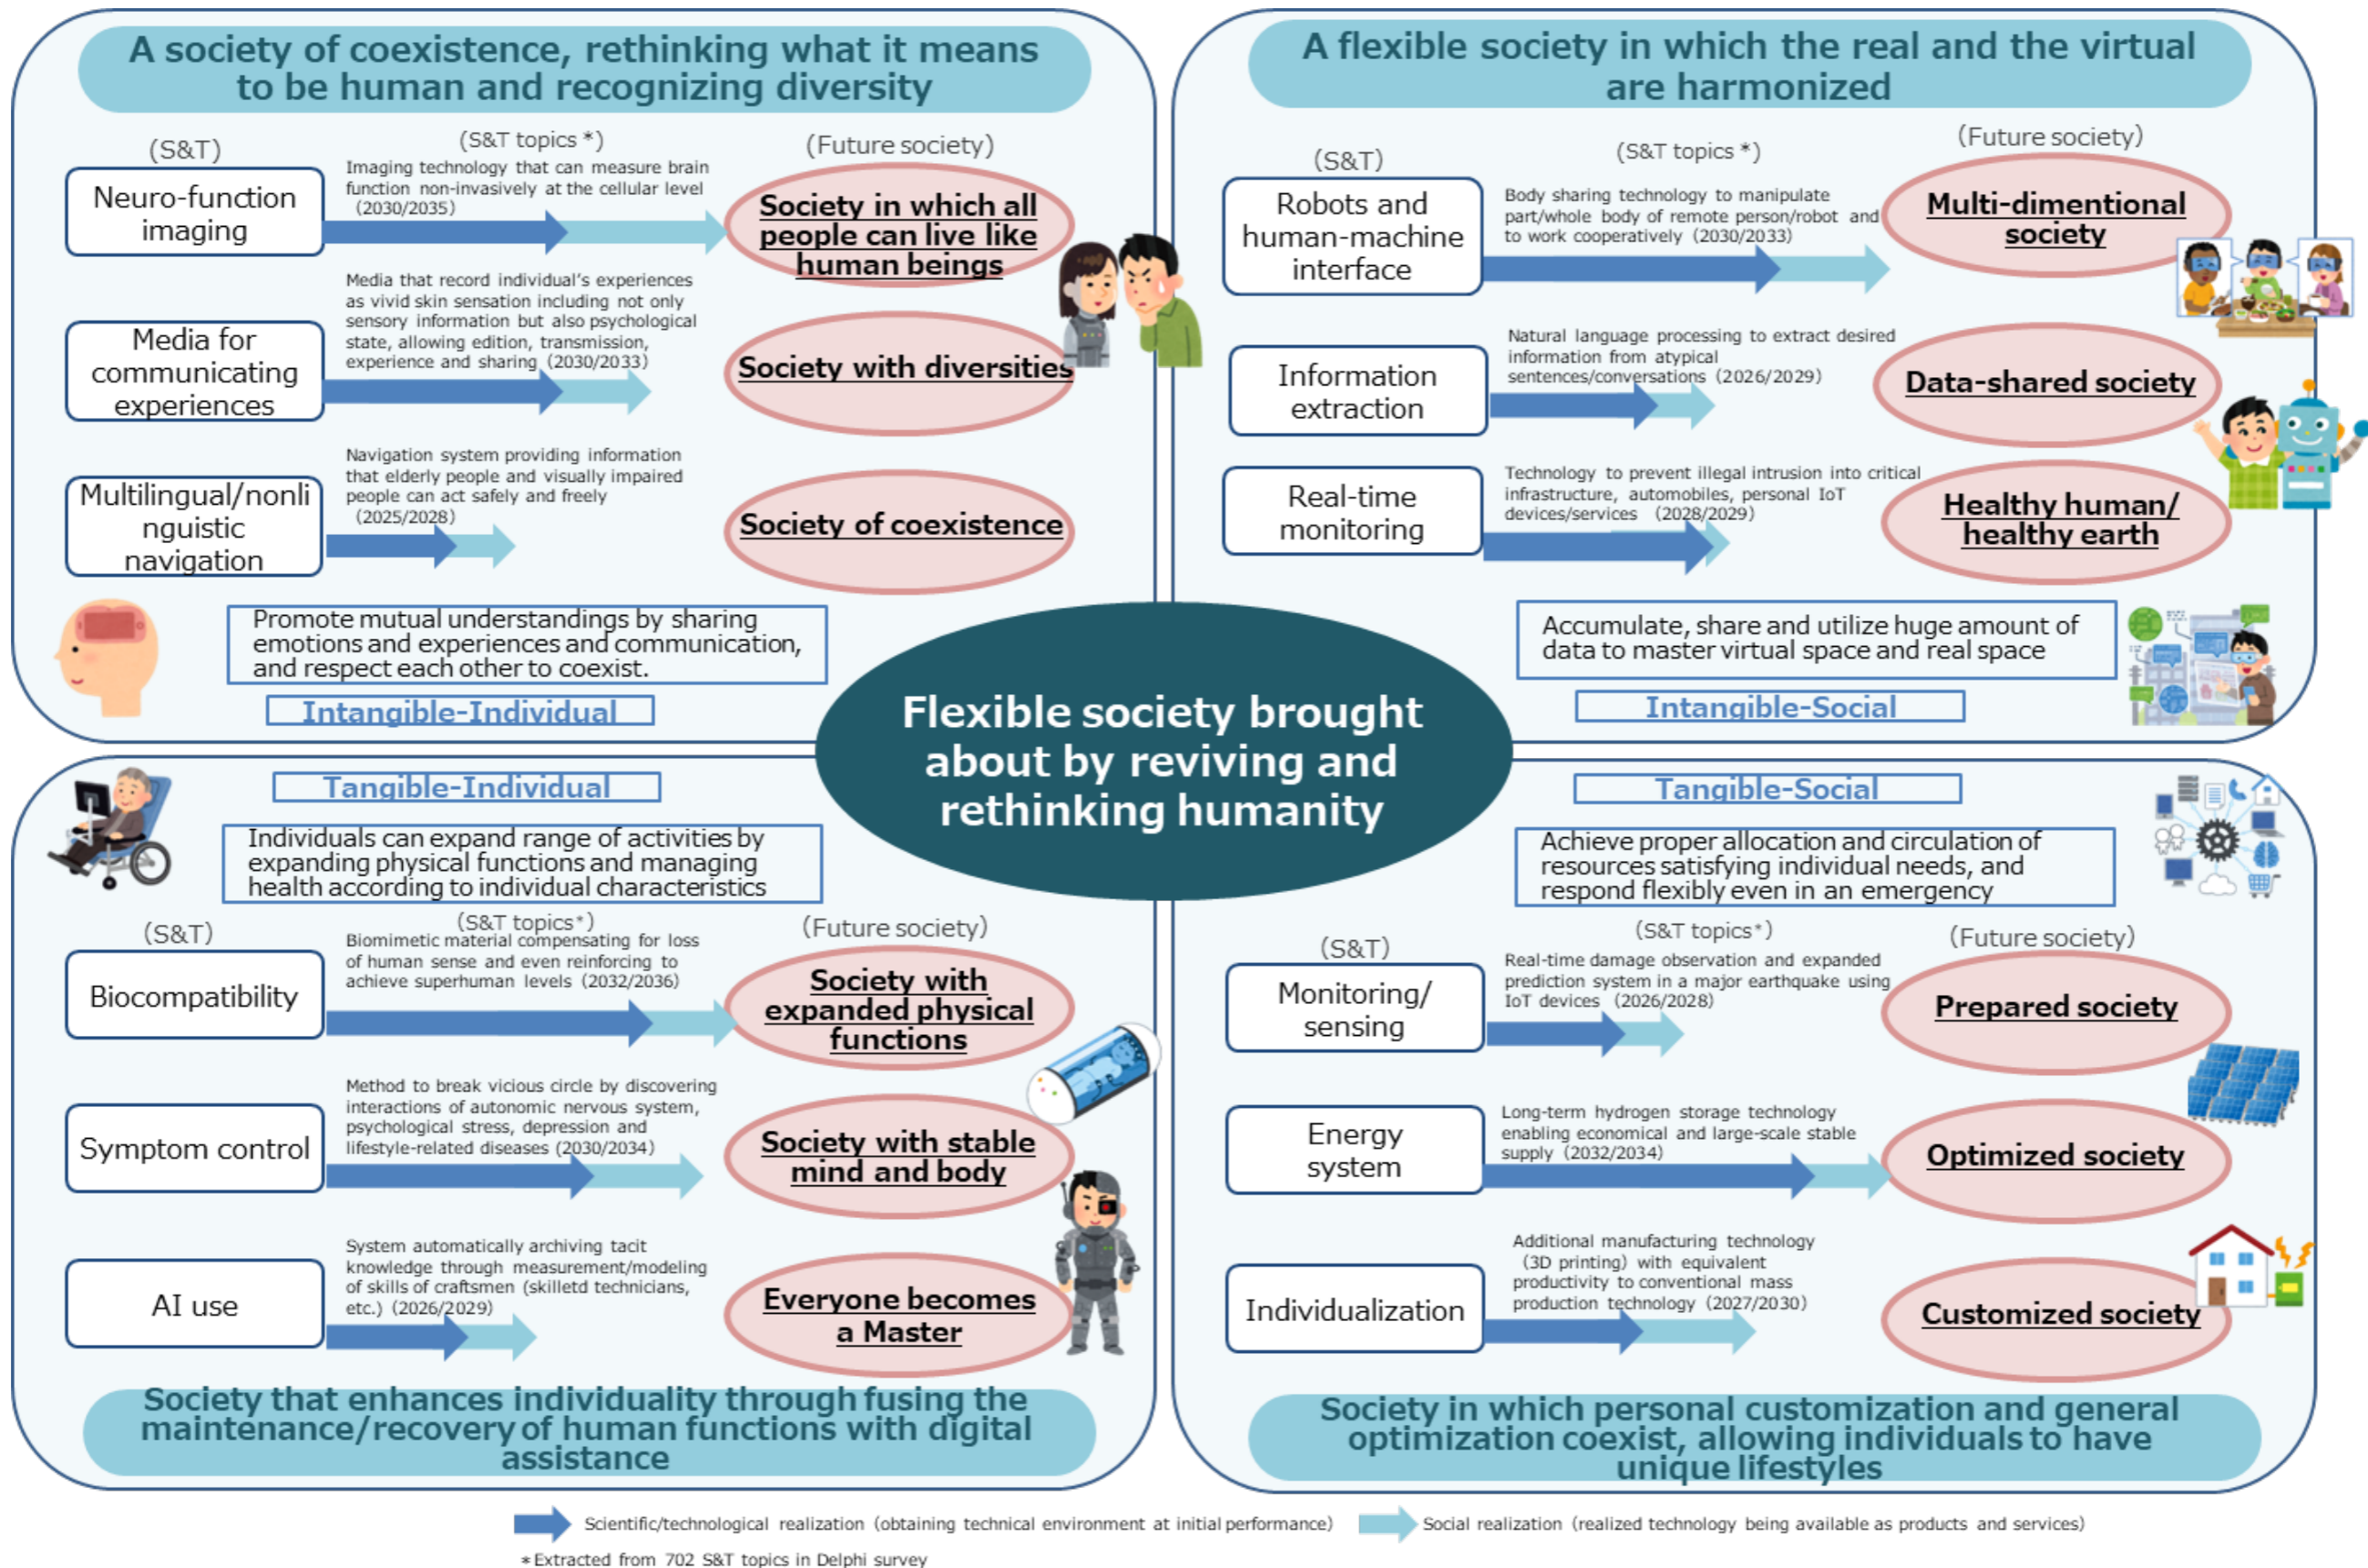 A society of coexistence, rethinking what it means
to be human and recognizing diversity
(S&T)
(S&T topics *)
(Future society)
Neuro-function
imaging
Imaging technology that can measure brain
function non-invasively at the cellular level
(2030/2035)
Society in which all
people can live like
human beings
Media for
communicating
experiences
Media that record individual's experiences
as vivid skin sensation including not only
sensory information but also psychological
state, allowing edition, transmission,
experience and sharing (2030/2033)
Society with diversities
Multilingual/nonli
nguistic
navigation
Navigation system providing information
that elderly people and visually impaired
people can act safely and freely
(2025/2028)
Society of coexistence
Promote mutual understandings by sharing
emotions and experiences and communication,
and respect each other to coexist.
Intangible-Individual
A flexible society in which the real and the virtual
are harmonized
(S&T)
(S&T topics *)
(Future society)
Robots and
human-machine
interface
Body sharing technology to manipulate
part/whole body of remote person/robot and
to work cooperatively (2030/2033)
Multi-dimentional
society
Information
extraction
Natural language processing to extract desired
information from atypical
sentences/conversations (2026/2029)
Data-shared society
Real-time
monitoring
Technology to prevent illegal intrusion into critical
infrastructure, automobiles, personal IoT
devices/services (2028/2029)
Healthy human/
healthy earth
Accumulate, share and utilize huge amount of
data to master virtual space and real space
Intangible-Social
Flexible society brought
about by reviving and
rethinking humanity
Tangible-Individual
Individuals can expand range of activities by
expanding physical functions and managing
health according to individual characteristics
(S&T)
(S&T topics*)
(Future society)
Biocompatibility
Biomimetic material compensating for loss
of human sense and even reinforcing to
achieve superhuman levels (2032/2036)
Society with
expanded physical
functions
Symptom control
Method to break vicious circle by discovering
interactions of autonomic nervous system,
psychological stress, depression and
lifestyle-related diseases (2030/2034)
Society with stable
mind and body
AI use
System automatically archiving tacit
knowledge through measurement/modeling
of skills of craftsmen (skilletd technicians,
etc.) (2026/2029)
Everyone becomes
a Master
Society that enhances individuality through fusing the
maintenance/recovery of human functions with digital
assistance
Tangible-Social
Achieve proper allocation and circulation of
resources satisfying individual needs, and
respond flexibly even in an emergency
(S&T)
(S&T topics*)
(Future society)
Monitoring/
sensing
Real-time damage observation and expanded
prediction system in a major earthquake using
IoT devices (2026/2028)
Prepared society
Energy
system
Long-term hydrogen storage technology
enabling economical and large-scale stable
supply (2032/2034)
Optimized society
Individualization
Additional manufacturing technology
(3D printing) with equivalent
productivity to conventional mass
production technology (2027/2030)
Customized society
Society in which personal customization and general
optimization coexist, allowing individuals to have
unique lifestyles
Scientific/technological realization (obtaining technical environment at initial performance)
Social realization (realized technology being available as products and services)
*Extracted from 702 S&T topics in Delphi survey